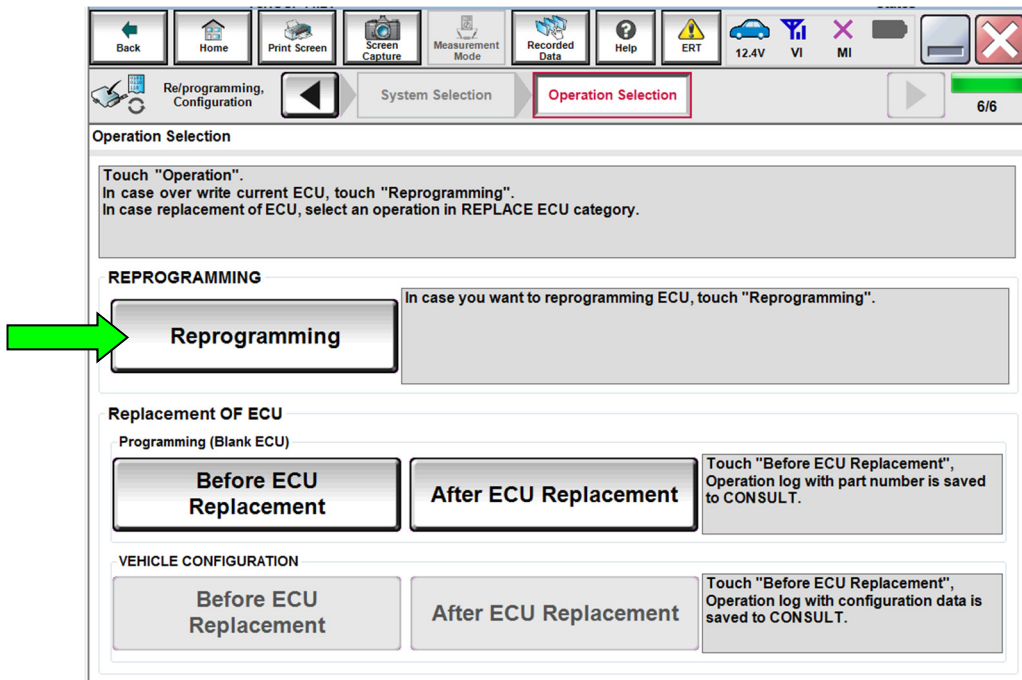 Back
Home
Print Screen
Screen
Capture
Measurement
Mode
Recorded
Data
Help
ERT
12.4V
VI
MI
Re/programming,
Configuration
System Selection
Operation Selection
6/6
Operation Selection
Touch "Operation".
In case over write current ECU, touch "Reprogramming".
In case replacement of ECU, select an operation in REPLACE ECU category.
REPROGRAMMING
Reprogramming
In case you want to reprogramming ECU, touch "Reprogramming".
Replacement OF ECU
Programming (Blank ECU)
Before ECU
Replacement
After ECU Replacement
Touch "Before ECU Replacement",
Operation log with part number is saved
to CONSULT.
VEHICLE CONFIGURATION
Before ECU
Replacement
After ECU Replacement
Touch "Before ECU Replacement",
Operation log with configuration data is
saved to CONSULT.